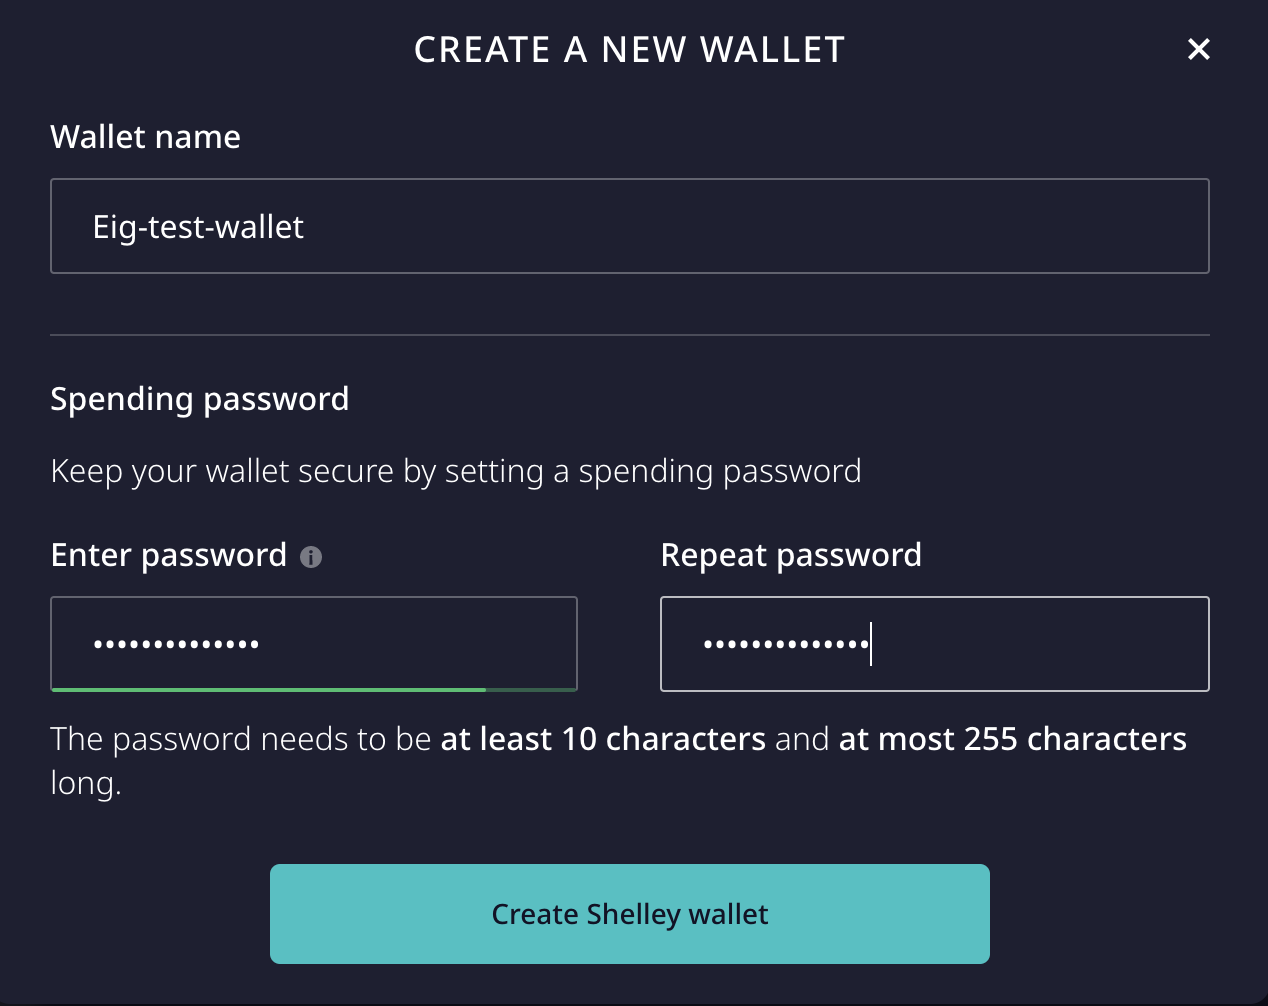 CREATE A NEW WALLET
Wallet name
Eig-test-wallet
Spending password
Keep your wallet secure by setting a spending password
Enter password
Repeat password
••••••••••••••
••••••••••••••
The password needs to be at least 10 characters and at most 255 characters
long.
Create Shelley wallet